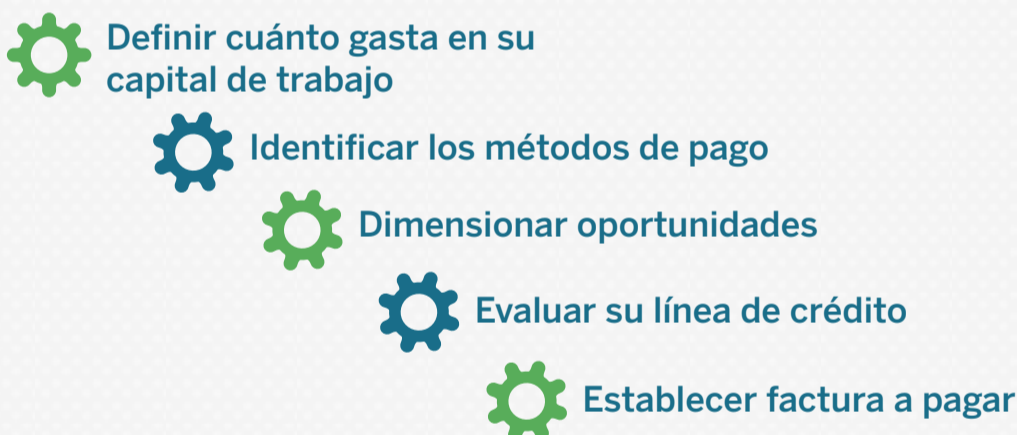 Definir cuánto gasta en su
capital de trabajo
Identificar los métodos de pago
Dimensionar oportunidades
Evaluar su línea de crédito
Establecer factura a pagar